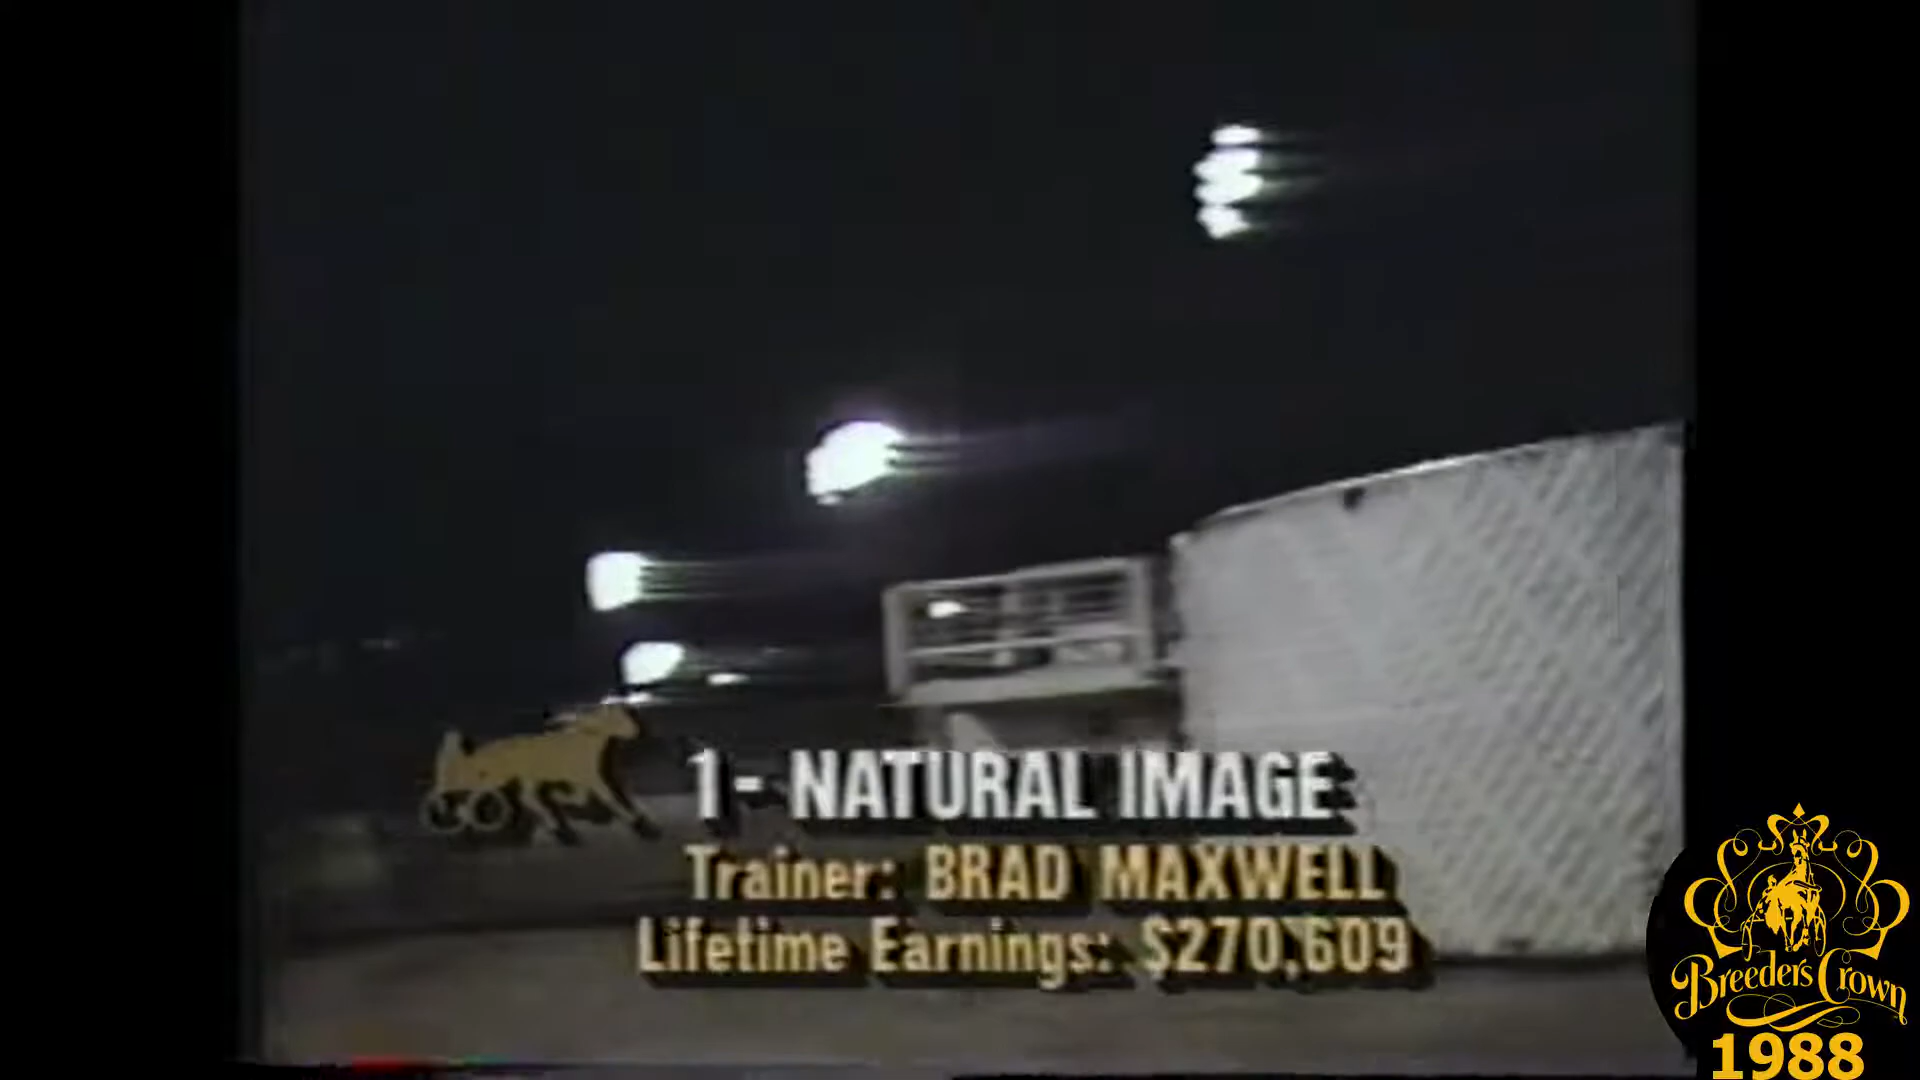 1- NATURAL IMAGE
Trainer: BRAD MAXWELL
Lifetime Earnings: $270,609
Breeders Crown
1988